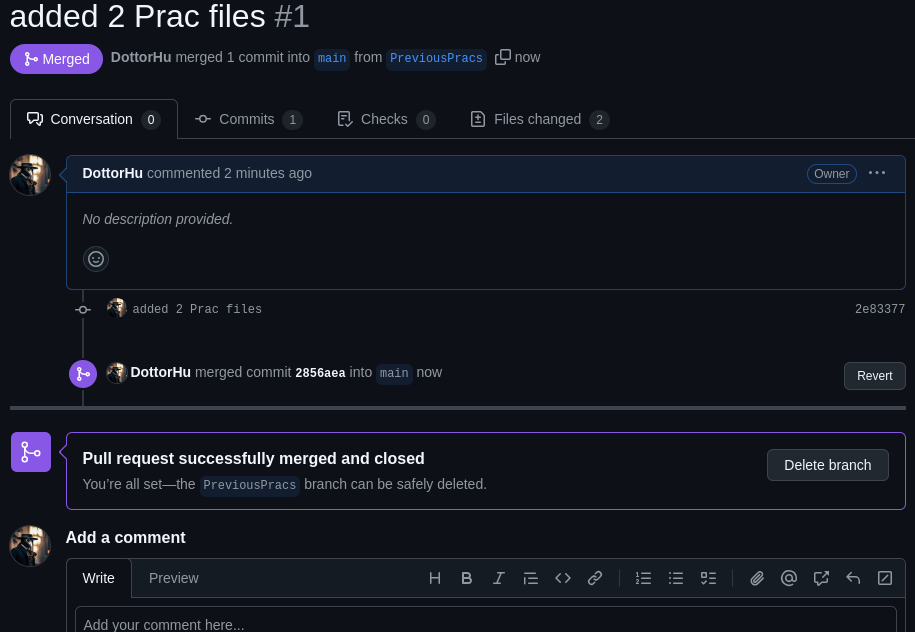 added 2 Prac files #1
Merged DottorHu merged 1 commit into main from PreviousPracs now
Conversation 0 Commits 1 Checks 0 Files changed 2
DottorHu commented 2 minutes ago Owner
No description provided.
added 2 Prac files 2e83377
DottorHu merged commit 2856aea into main now Revert
Pull request successfully merged and closed
You're all set—the PreviousPracs branch can be safely deleted.
Delete branch
Add a comment
Write Preview
Add your comment here...